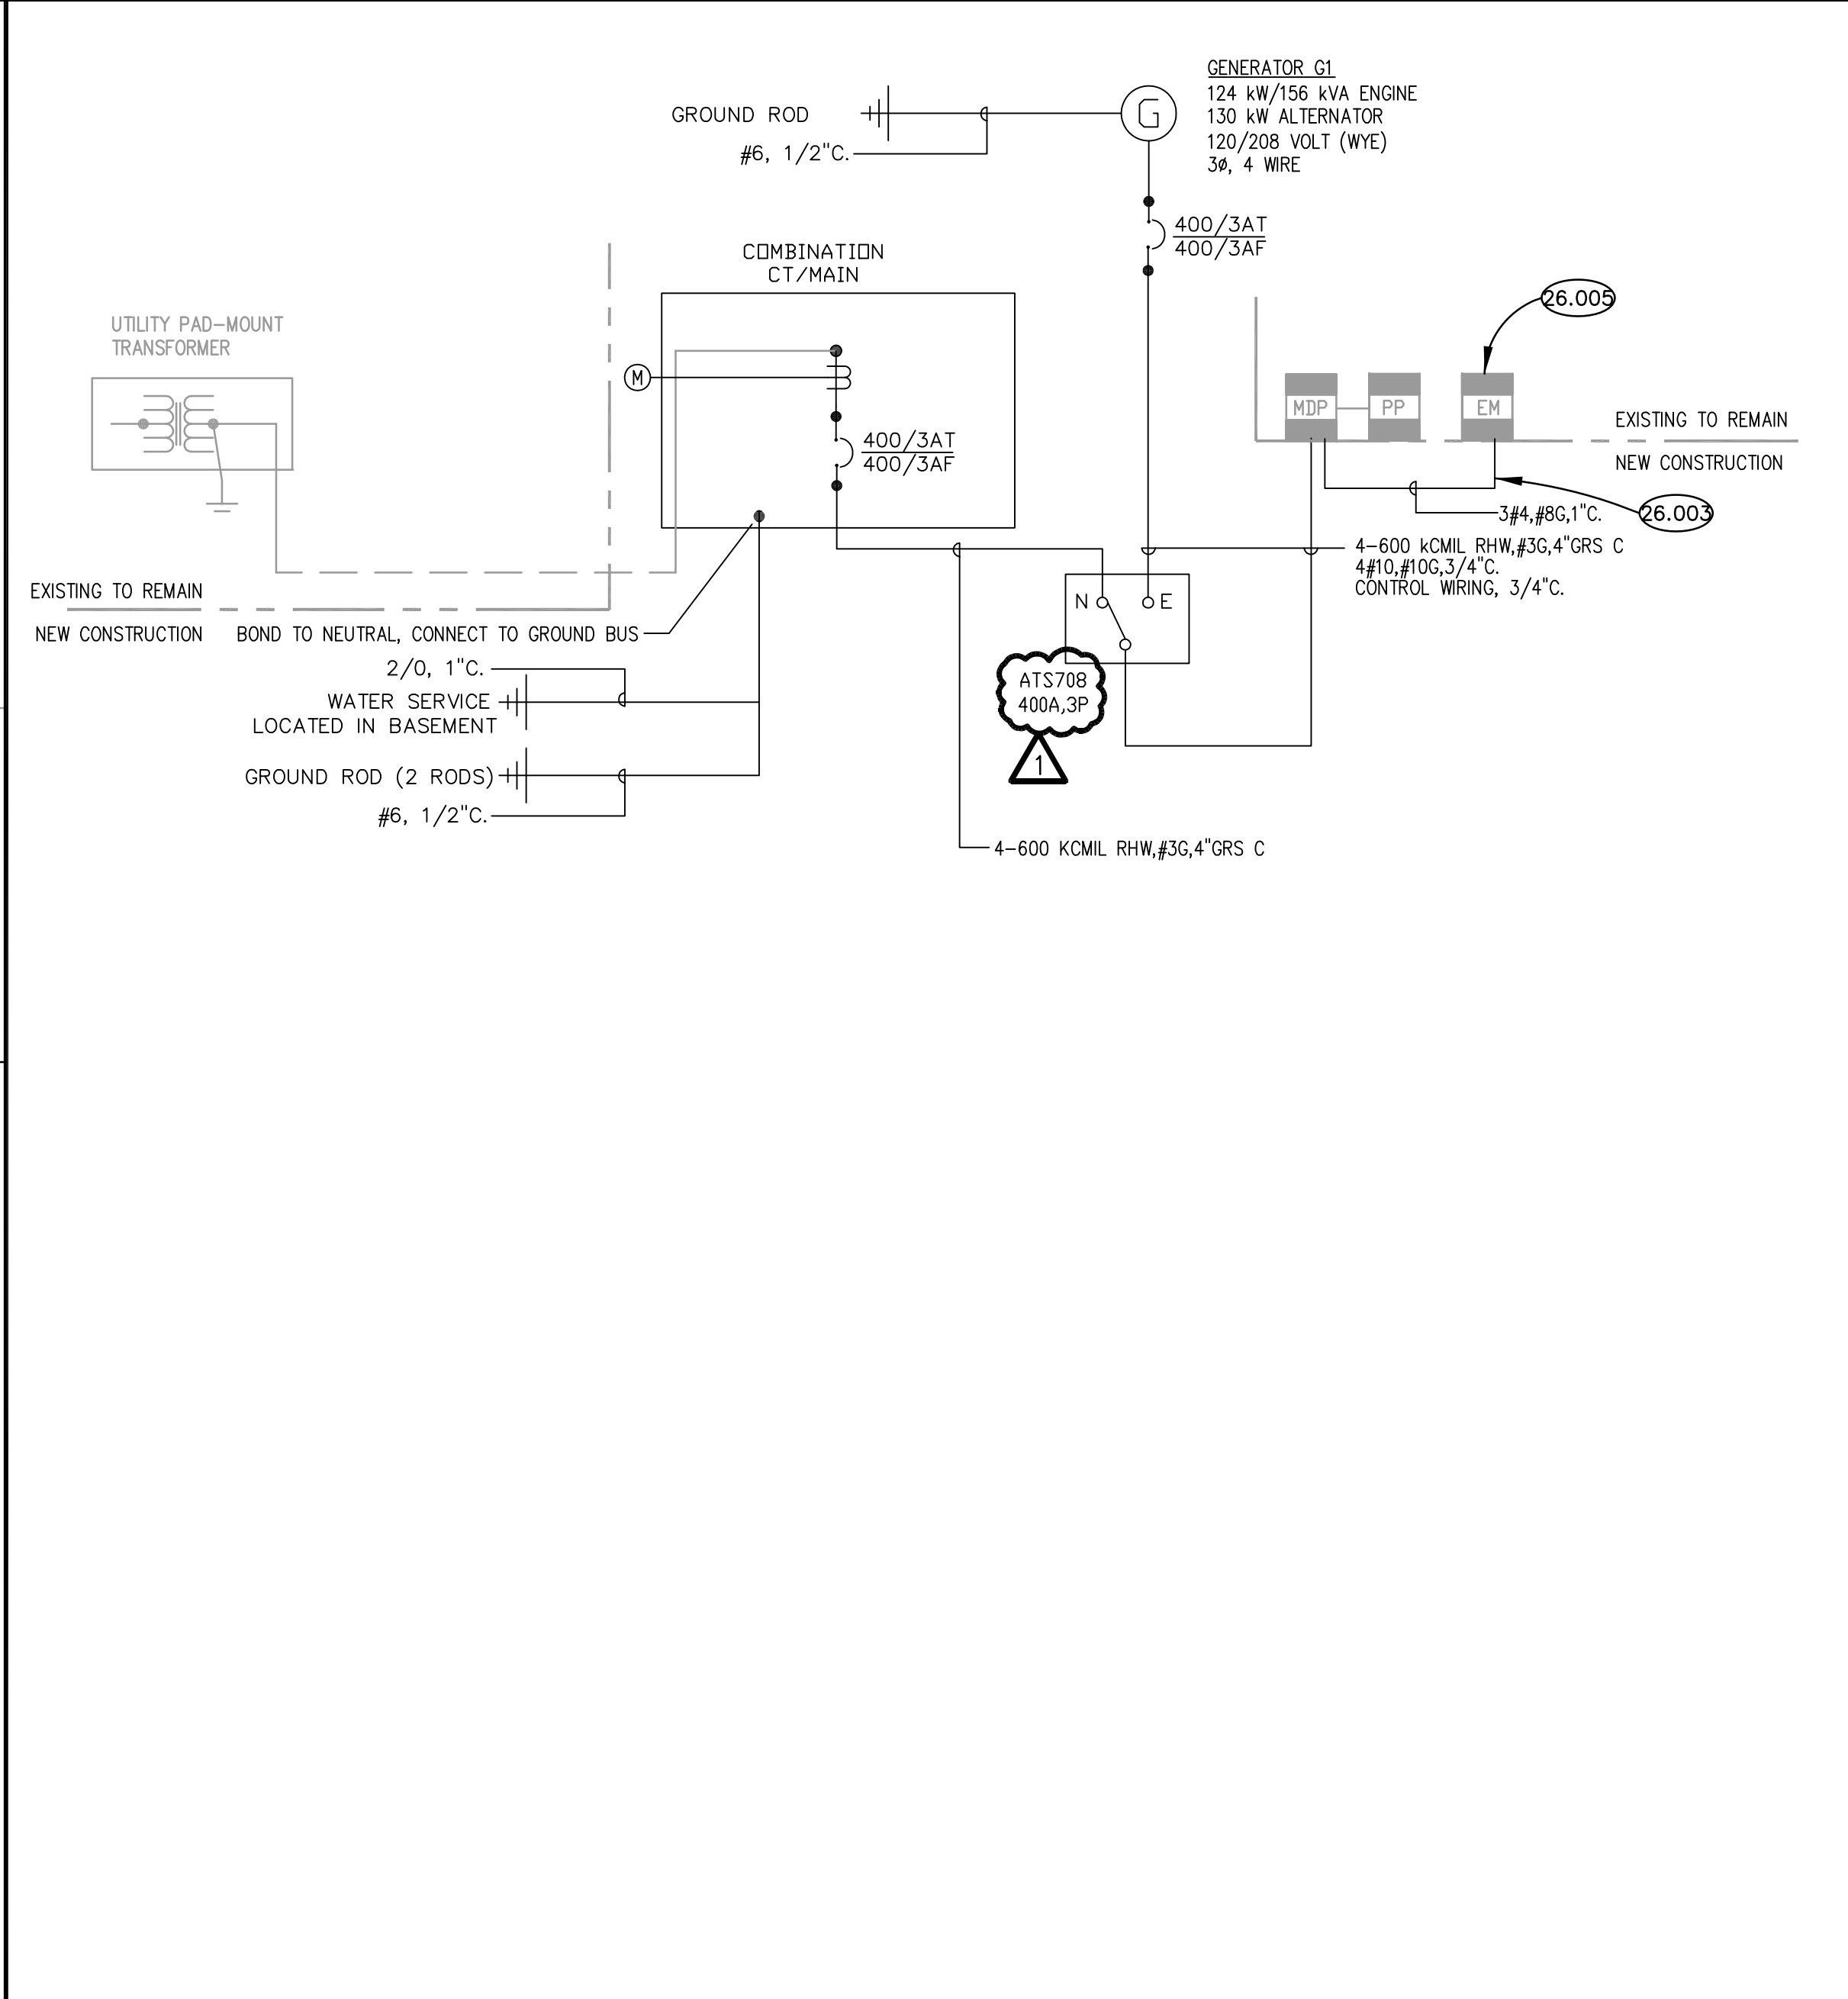 GENERATOR G1
124 kW/156 kVA ENGINE
130 kW ALTERNATOR
120/208 VOLT (WYE)
3ø, 4 WIRE
GROUND ROD
#6, 1/2"C.
G
400/3AT
400/3AF
COMBINATION
CT/MAIN
UTILITY PAD-MOUNT
TRANSFORMER
M
400/3AT
400/3AF
26.005
MDP
PP
EM
EXISTING TO REMAIN
NEW CONSTRUCTION
3#4,#8G,1"C.
26.003
4-600 kCMIL RHW,#3G,4"GRS C
4#10,#10G,3/4"C.
CONTROL WIRING, 3/4"C.
EXISTING TO REMAIN
NEW CONSTRUCTION
BOND TO NEUTRAL, CONNECT TO GROUND BUS
N
E
2/0, 1"C.
WATER SERVICE
LOCATED IN BASEMENT
ATS708
400A,3P
1
GROUND ROD (2 RODS)
#6, 1/2"C.
4-600 KCMIL RHW,#3G,4"GRS C